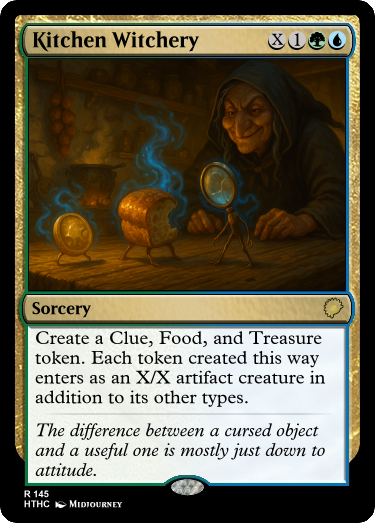 Kitchen Witchery X 1
Sorcery
Create a Clue, Food, and Treasure
token. Each token created this way
enters as an X/X artifact creature in
addition to its other types.
The difference between a cursed object
and a useful one is mostly just down to
attitude.
R 145
HTHC MIDJOURNEY